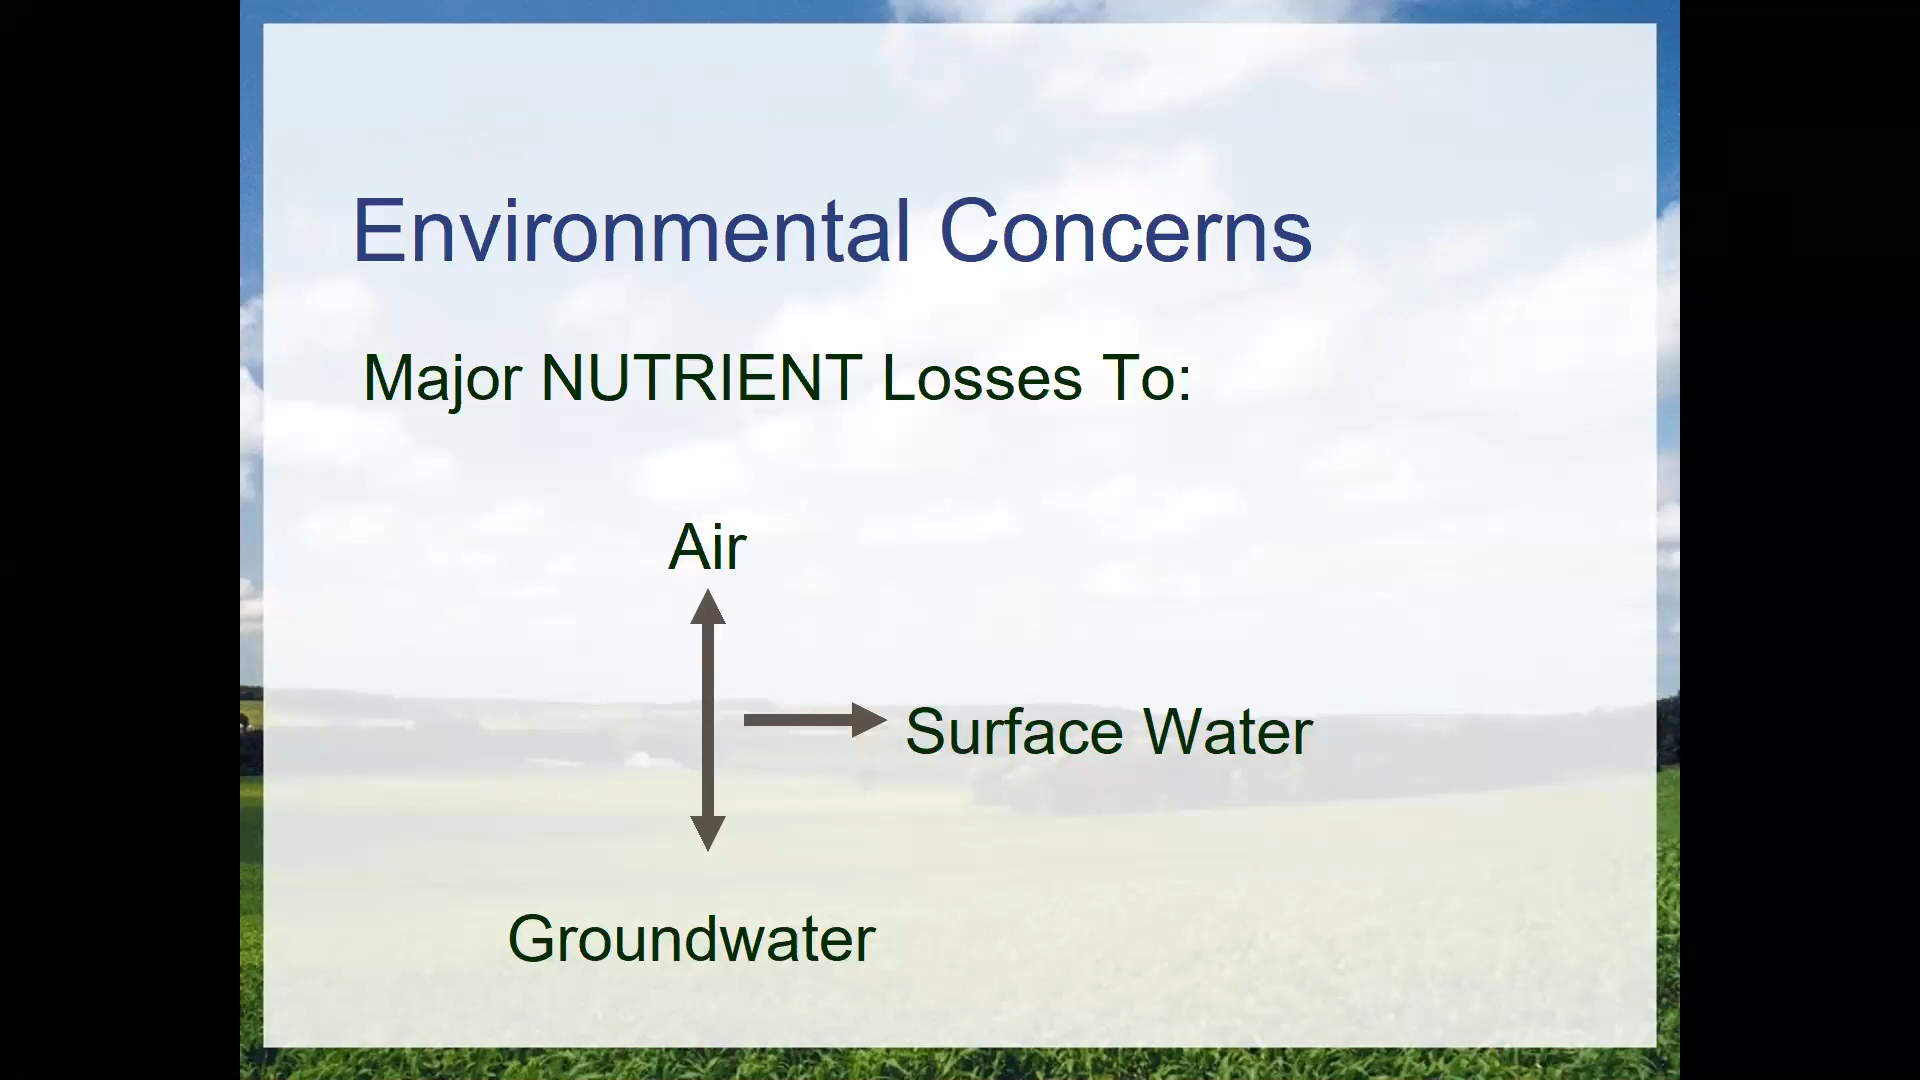 Environmental Concerns
Major NUTRIENT Losses To:
Air
Surface Water
Groundwater